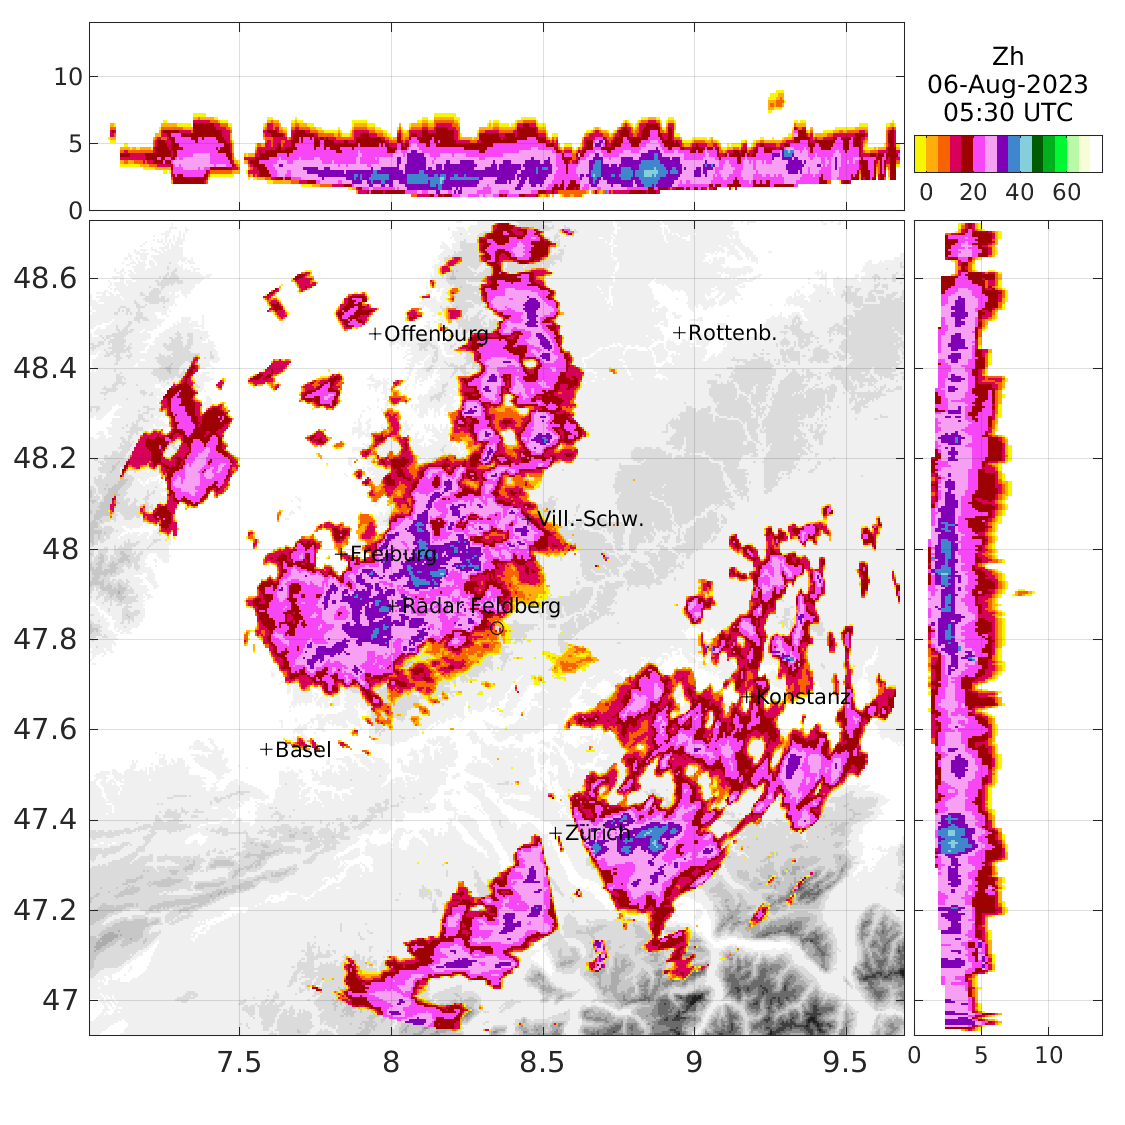 10
5
0
Zh
06-Aug-2023
05:30 UTC
0 20 40 60
48.6
48.4
48.2
48
47.8
47.6
47.4
47.2
47
+Offenburg
+Rottenb.
+Vill.-Schw.
+Freiburg
+Radar Feldberg
+Konstanz
+Basel
+Zürich
7.5 8 8.5 9 9.5
0 5 10